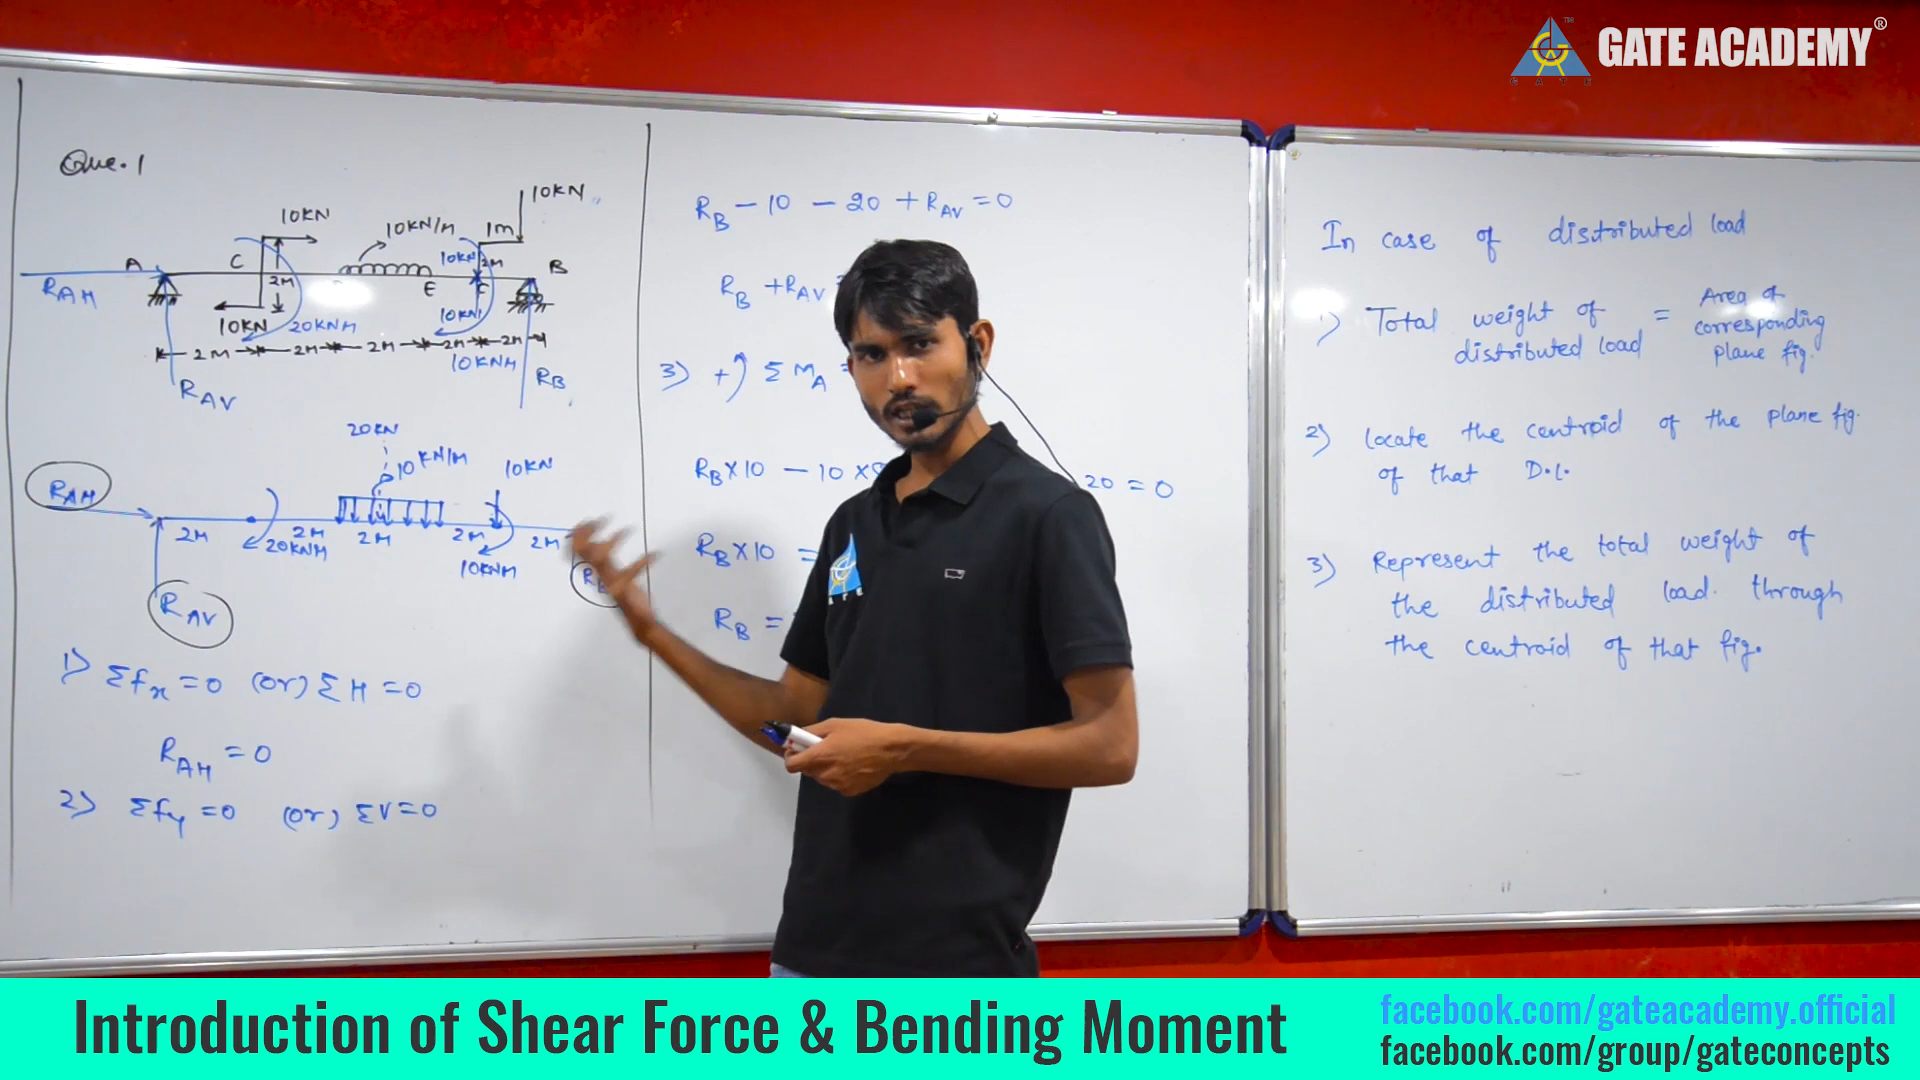 GATE ACADEMY®
Que. 1
10KN
10KN/M
1m
10KN
A
C
10KN
2M
B
RAH
2M
E
F
10KN
20KNM
10KN
2M
2M
2M
2M
2M
10KNM
RAV
RB
20KN
10KN/M
10KN
RAH
2M
2M
2M
2M
2M
20KNM
10KNM
RAV
1) Σfx = 0 (or) ΣH = 0
RAH = 0
2) Σfy = 0 (or) ΣV = 0
RB - 10 - 20 + RAV = 0
RB + RAV
3) + ΣMA =
RB×10 - 10×
20 = 0
RB×10 =
RB =
In case of distributed load
1) Total weight of distributed load = Area of corresponding plane fig.
2) Locate the centroid of the plane fig.
of that D.L.
3) Represent the total weight of
the distributed load through
the centroid of that fig.
GATE
Introduction of Shear Force & Bending Moment
facebook.com/gateacademy.official
facebook.com/group/gateconcepts